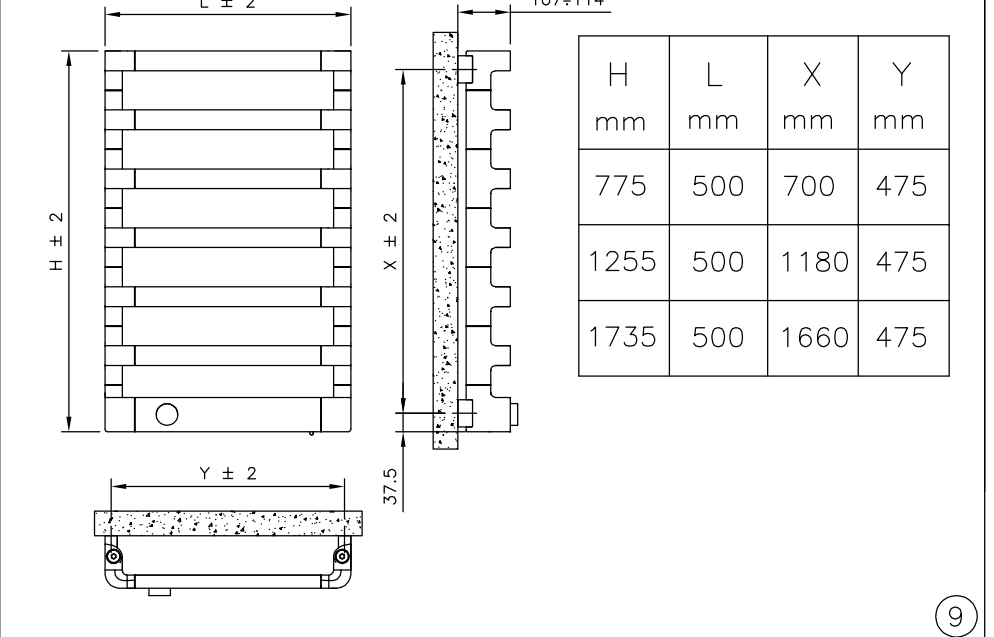 L ± 2
107÷114
H ± 2
X ± 2
37.5
Y ± 2
H L X Y
mm mm mm mm
775 500 700 475
1255 500 1180 475
1735 500 1660 475
9